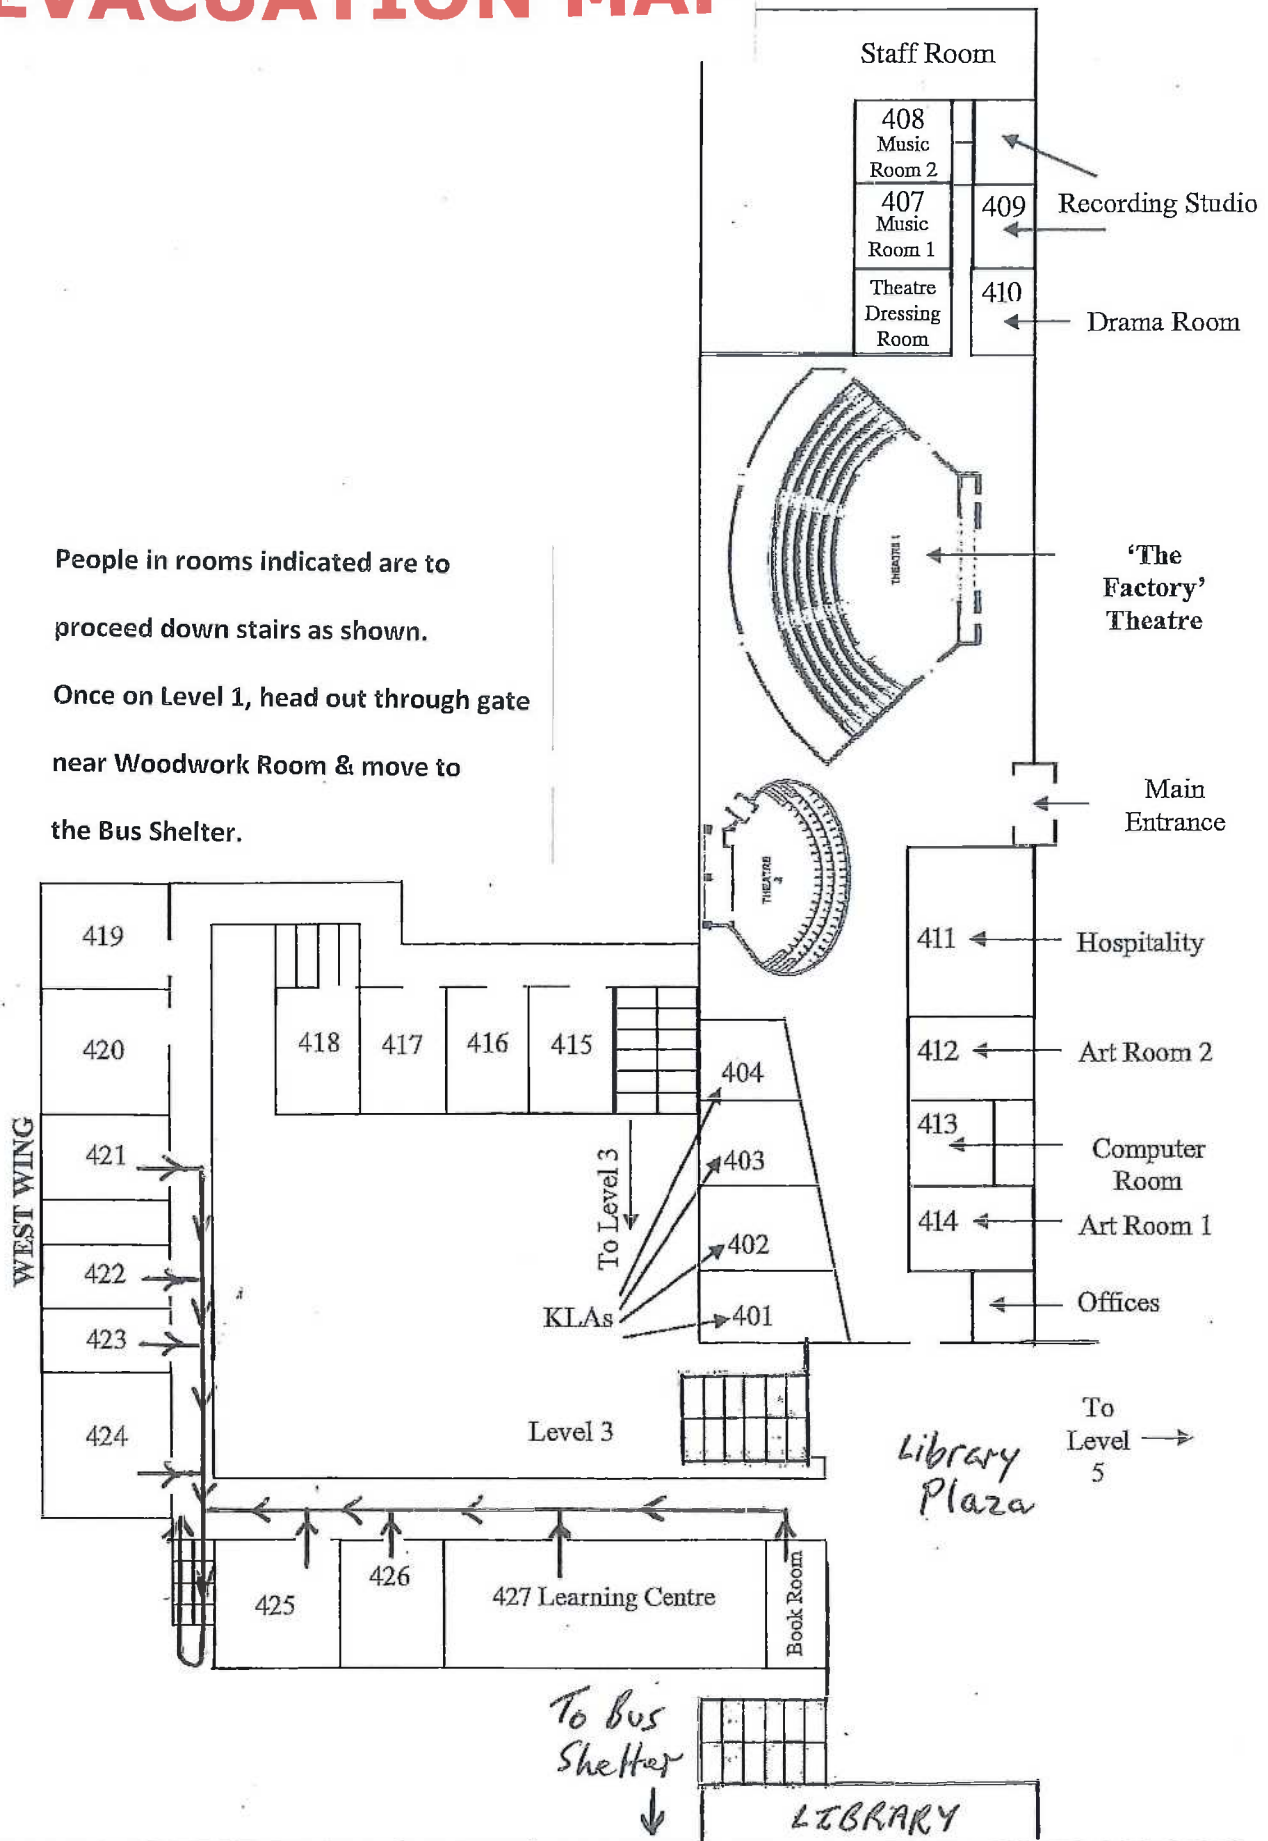 EVACUATION MAP
Staff Room
408
Music
Room 2
407
Music
Room 1
409
Recording Studio
Theatre
Dressing
Room
410
Drama Room
THEATRE 1
'The
Factory'
Theatre
People in rooms indicated are to
proceed down stairs as shown.
Once on Level 1, head out through gate
near Woodwork Room & move to
the Bus Shelter.
Main
Entrance
THEATRE
2
419
411
Hospitality
420
418
417
416
415
404
412
Art Room 2
WEST WING
421
To Level 3
403
413
Computer
Room
422
402
414
Art Room 1
423
KLAs
401
Offices
424
Level 3
Library
Plaza
To
Level
5
425
426
427 Learning Centre
Book Room
To Bus
Shelter
LIBRARY